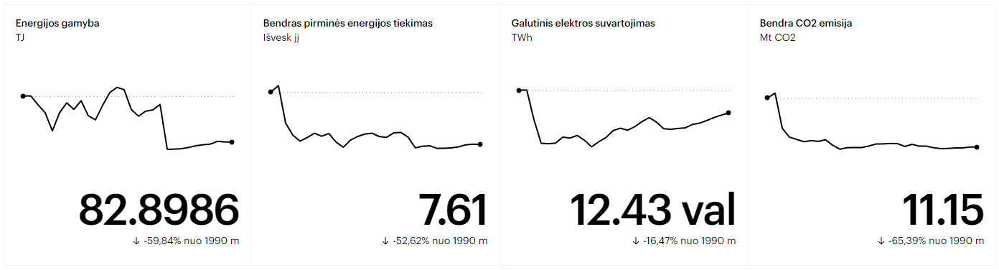 Energijos gamyba
TJ
82.8986
↓ -59,84% nuo 1990 m
Bendras pirminės energijos tiekimas
Išvesk jį
7.61
↓ -52,62% nuo 1990 m
Galutinis elektros suvartojimas
TWh
12.43 val
↓ -16,47% nuo 1990 m
Bendra CO2 emisija
Mt CO2
11.15
↓ -65,39% nuo 1990 m